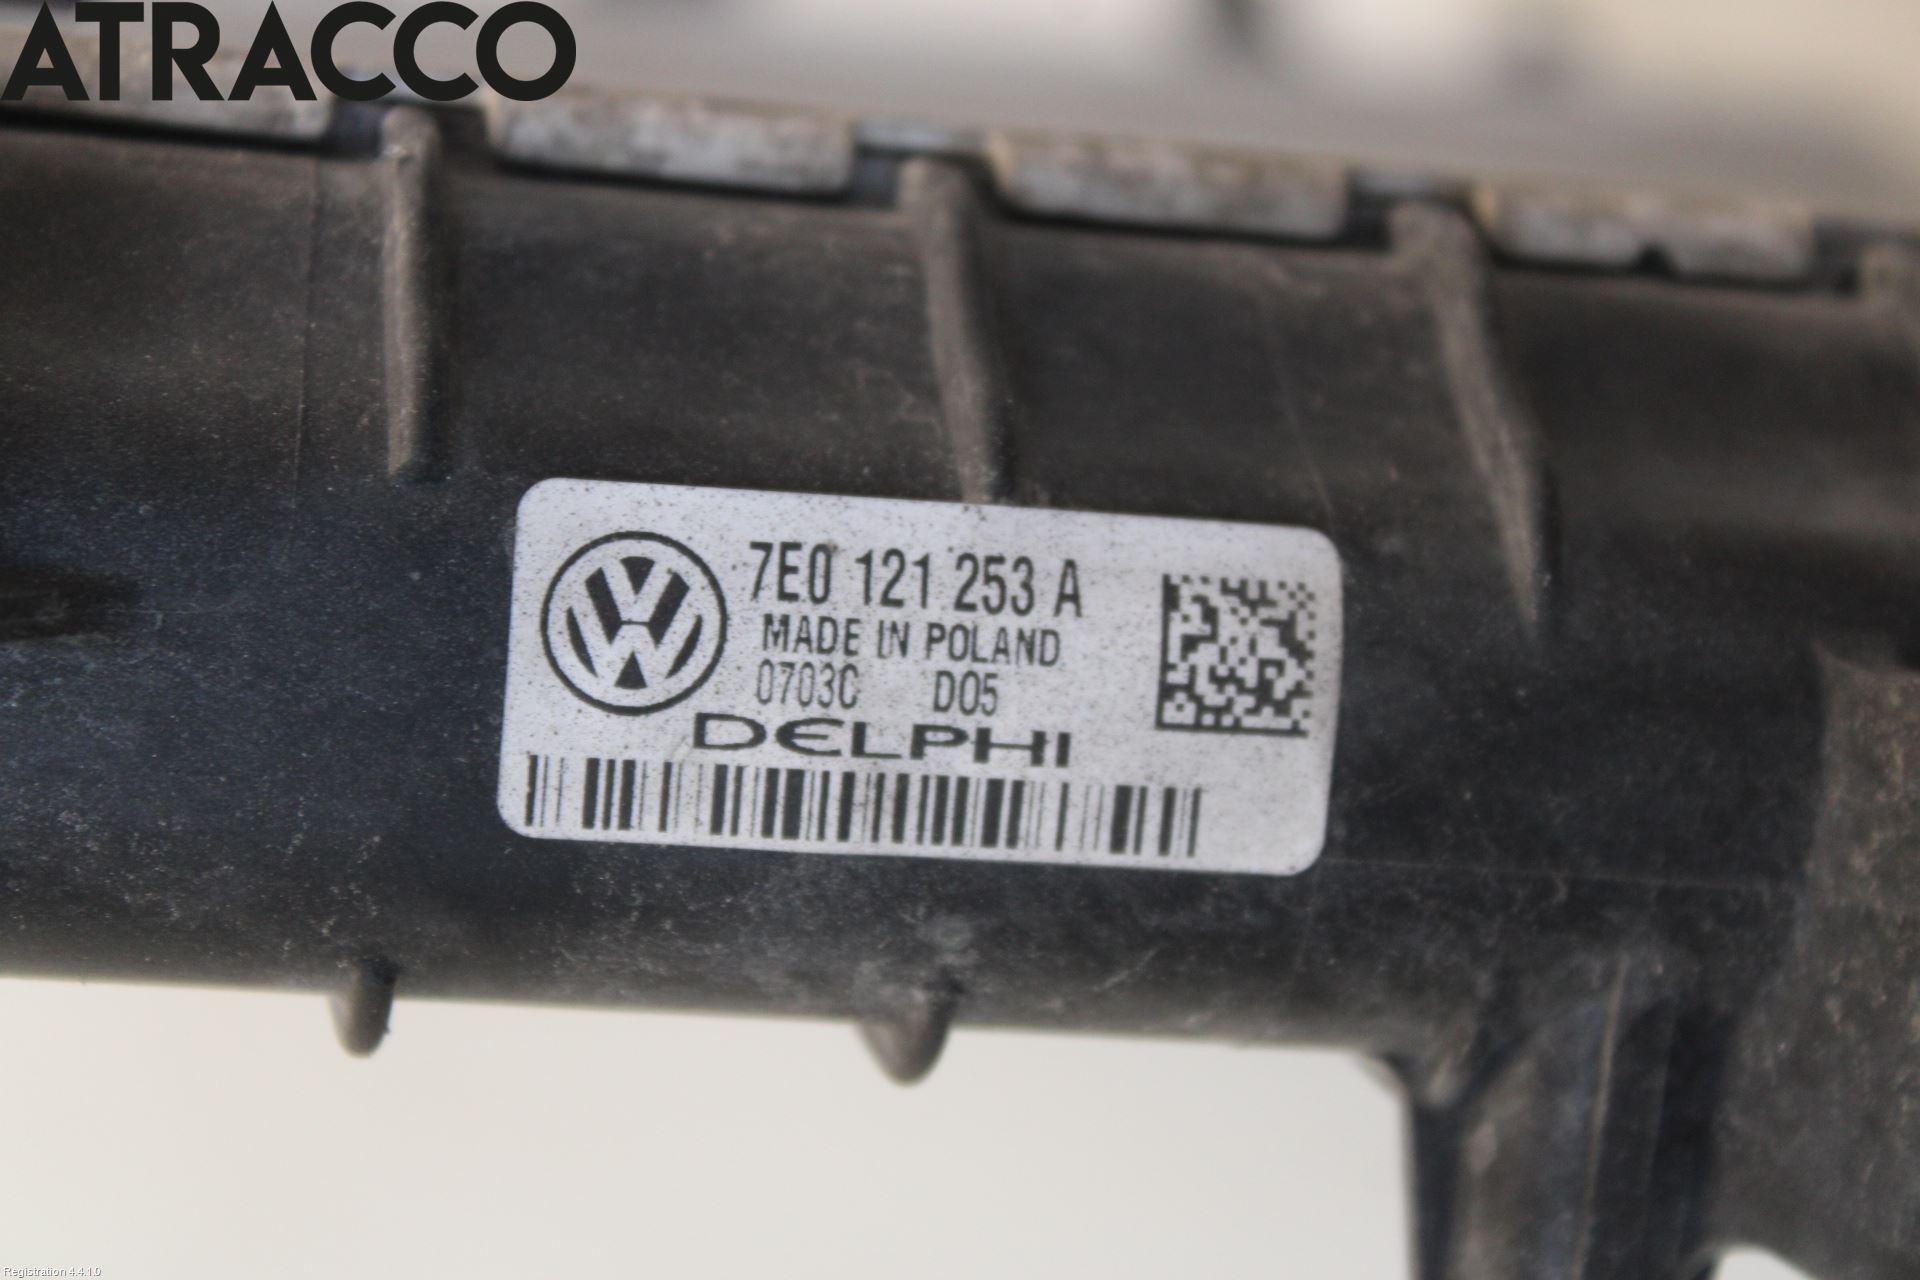 ATRACCO
7E0 121 253 A
MADE IN POLAND
0703C D05
DELPHI
Registration 4.4.1.0